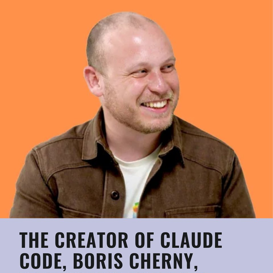 THE CREATOR OF CLAUDE
CODE, BORIS CHERNY,